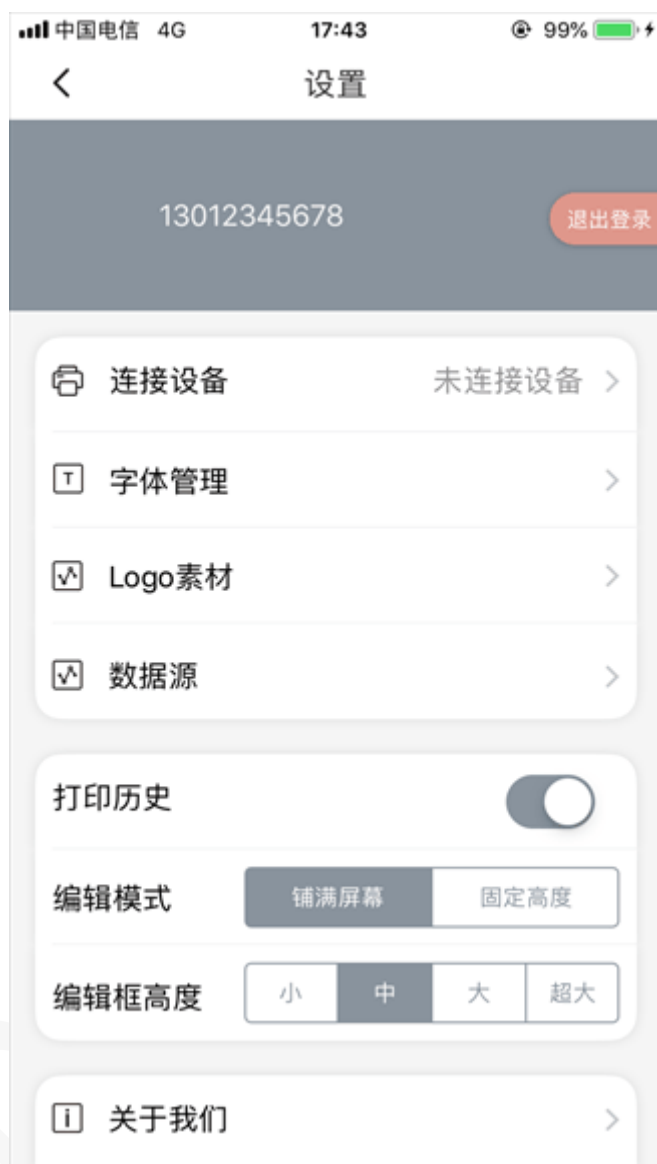 中国电信 4G 17:43 99%
设置
13012345678 退出登录
连接设备 未连接设备
T 字体管理
Logo素材
数据源
打印历史
编辑模式 铺满屏幕 固定高度
编辑框高度 小 中 大 超大
i 关于我们